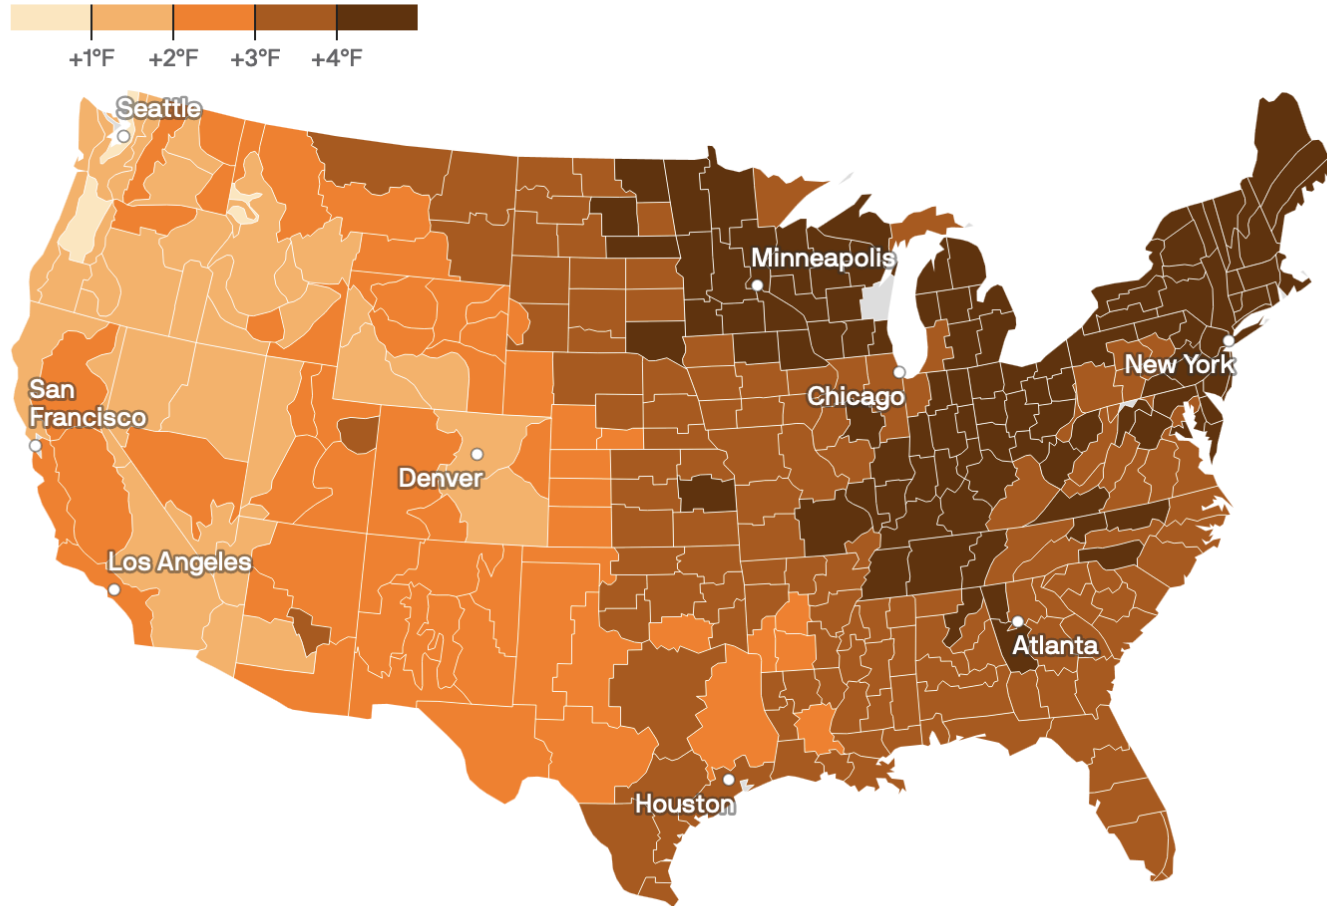 +1°F +2°F +3°F +4°F
Seattle
Minneapolis
New York
San
Francisco
Chicago
Denver
Los Angeles
Atlanta
Houston